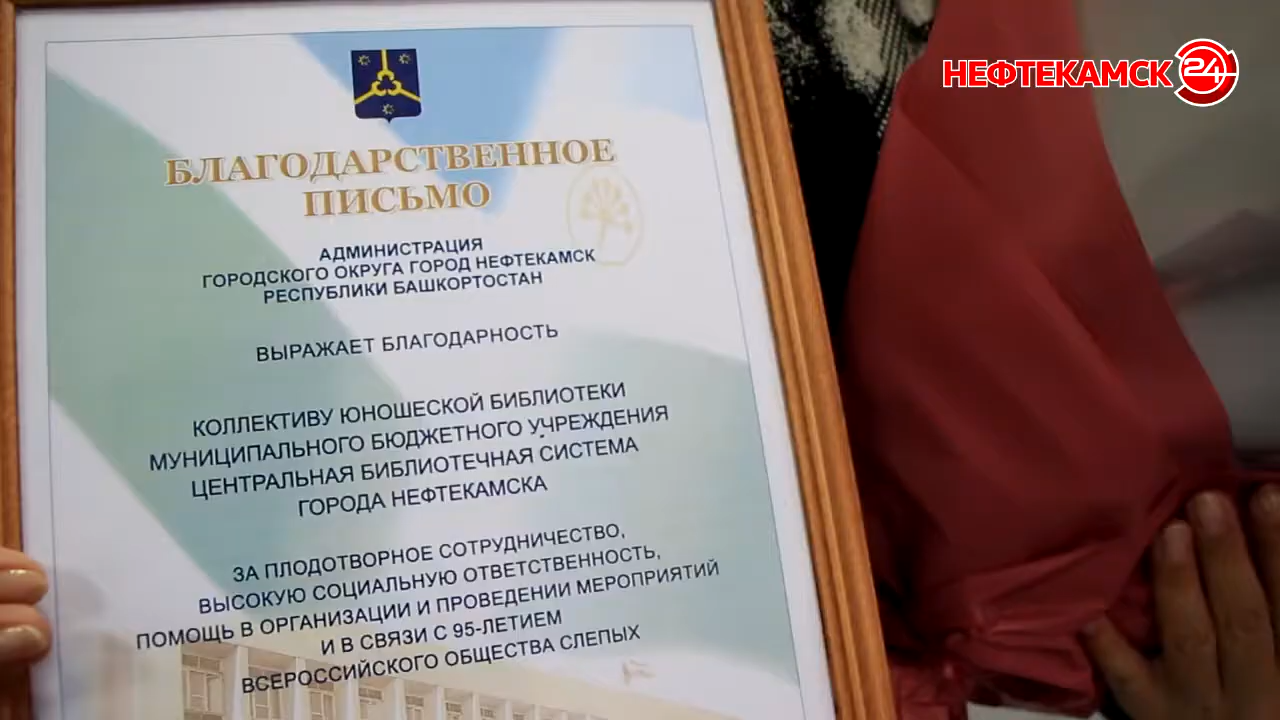 НЕФТЕКАМСК 24
БЛАГОДАРСТВЕННОЕ
ПИСЬМО
АДМИНИСТРАЦИЯ
ГОРОДСКОГО ОКРУГА ГОРОД НЕФТЕКАМСК
РЕСПУБЛИКИ БАШКОРТОСТАН
ВЫРАЖАЕТ БЛАГОДАРНОСТЬ
КОЛЛЕКТИВУ ЮНОШЕСКОЙ БИБЛИОТЕКИ
МУНИЦИПАЛЬНОГО БЮДЖЕТНОГО УЧРЕЖДЕНИЯ
ЦЕНТРАЛЬНАЯ БИБЛИОТЕЧНАЯ СИСТЕМА
ГОРОДА НЕФТЕКАМСКА
ЗА ПЛОДОТВОРНОЕ СОТРУДНИЧЕСТВО,
ВЫСОКУЮ СОЦИАЛЬНУЮ ОТВЕТСТВЕННОСТЬ,
ПОМОЩЬ В ОРГАНИЗАЦИИ И ПРОВЕДЕНИИ МЕРОПРИЯТИЙ
И В СВЯЗИ С 95-ЛЕТИЕМ
ВСЕРОССИЙСКОГО ОБЩЕСТВА СЛЕПЫХ